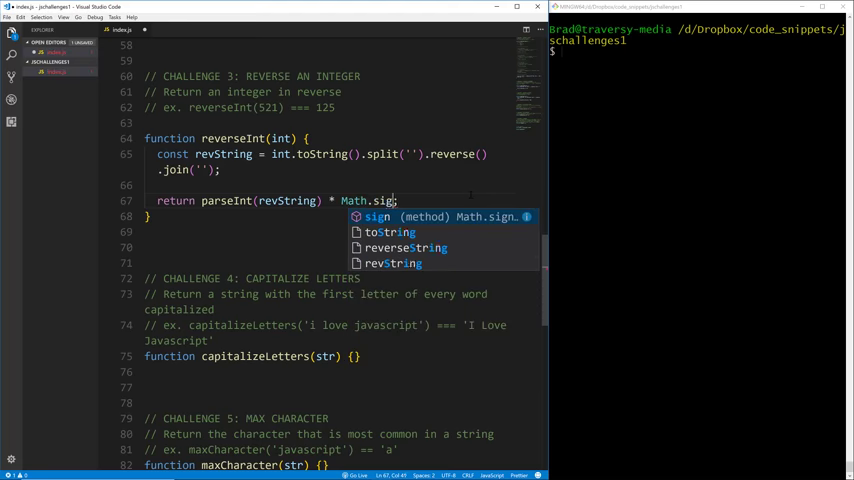 index.js - jschallenges1 - Visual Studio Code
File Edit Selection View Go Debug Tasks Help
EXPLORER
OPEN EDITORS 1 UNSAVED
index.js
JSCHALLENGES1
index.js
index.js
58
59
60 // CHALLENGE 3: REVERSE AN INTEGER
61 // Return an integer in reverse
62 // ex. reverseInt(521) === 125
63
64 function reverseInt(int) {
65 const revString = int.toString().split('').reverse()
.join('');
66
67 return parseInt(revString) * Math.sig;
sign (method) Math.sign…
toString
reverseString
revString
68 }
69
70
71
72 // CHALLENGE 4: CAPITALIZE LETTERS
73 // Return a string with the first letter of every word
capitalized
74 // ex. capitalizeLetters('i love javascript') === 'I Love
Javascript'
75 function capitalizeLetters(str) {}
76
77
78
79 // CHALLENGE 5: MAX CHARACTER
80 // Return the character that is most common in a string
81 // ex. maxCharacter('javascript') == 'a'
82 function maxCharacter(str) {}
1 0 Go Live Ln 67, Col 49 Spaces: 2 UTF-8 CRLF JavaScript Prettier
MINGW64:/d/Dropbox/code_snippets/jschallenges1
Brad@traversy-media /d/Dropbox/code_snippets/j
schallenges1
$